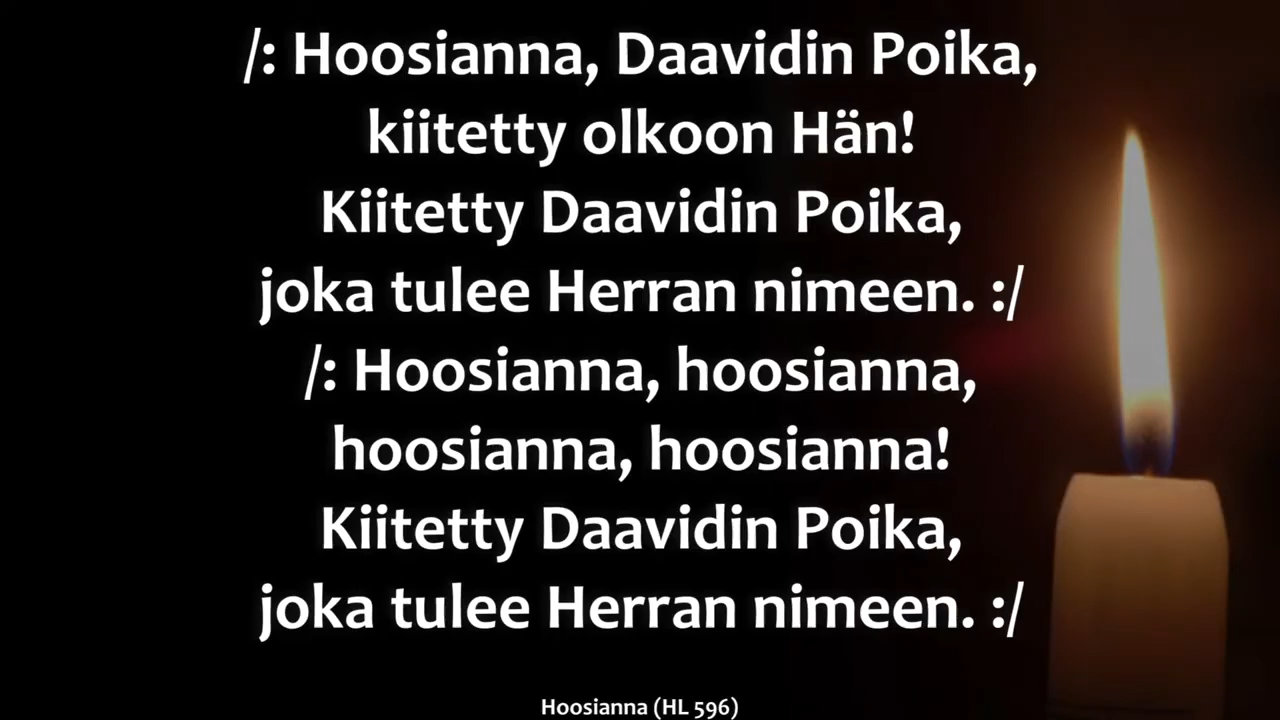 /: Hoosianna, Daavidin Poika,
kiitetty olkoon Hän!
Kiitetty Daavidin Poika,
joka tulee Herran nimeen. :/
/: Hoosianna, hoosianna,
hoosianna, hoosianna!
Kiitetty Daavidin Poika,
joka tulee Herran nimeen. :/
Hoosianna (HL 596)